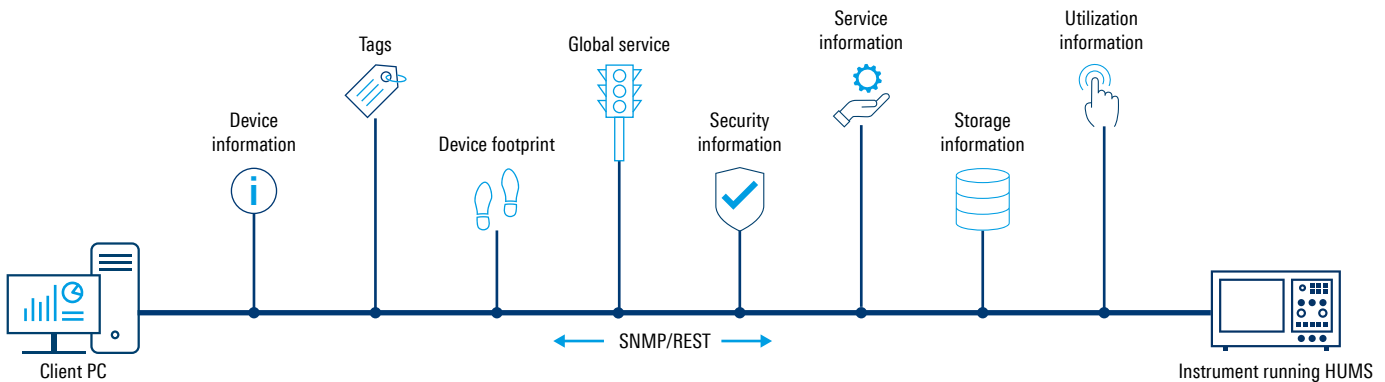 Tags
Global service
Service
information
Utilization
information
Device
information
Device footprint
Security
information
Storage
information
i
SNMP/REST
Client PC
Instrument running HUMS